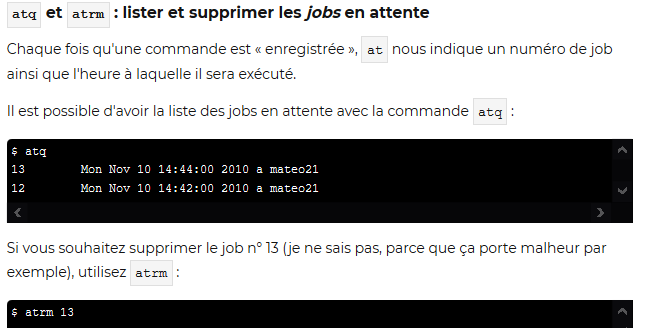 atq et atrm : lister et supprimer les jobs en attente
Chaque fois qu'une commande est « enregistrée », at nous indique un numéro de job
ainsi que l'heure à laquelle il sera exécuté.
Il est possible d'avoir la liste des jobs en attente avec la commande atq :
$ atq
13 Mon Nov 10 14:44:00 2010 a mateo21
12 Mon Nov 10 14:42:00 2010 a mateo21
Si vous souhaitez supprimer le job n° 13 (je ne sais pas, parce que ça porte malheur par
exemple), utilisez atrm :
$ atrm 13